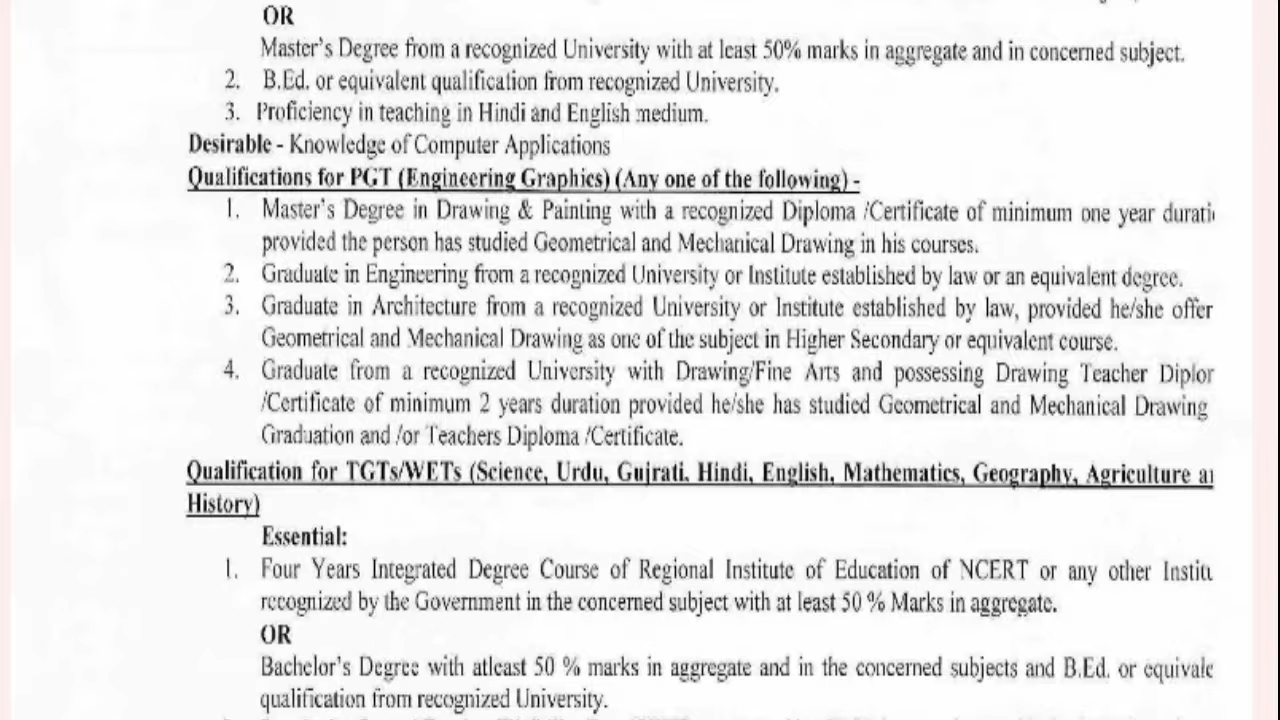 OR
Master's Degree from a recognized University with at least 50% marks in aggregate and in concerned subject.
2. B.Ed. or equivalent qualification from recognized University.
3. Proficiency in teaching in Hindi and English medium.
Desirable - Knowledge of Computer Applications
Qualifications for PGT (Engineering Graphics) (Any one of the following) -
1. Master's Degree in Drawing & Painting with a recognized Diploma /Certificate of minimum one year durati
provided the person has studied Geometrical and Mechanical Drawing in his courses.
2. Graduate in Engineering from a recognized University or Institute established by law or an equivalent degree.
3. Graduate in Architecture from a recognized University or Institute established by law, provided he/she offer
Geometrical and Mechanical Drawing as one of the subject in Higher Secondary or equivalent course.
4. Graduate from a recognized University with Drawing/Fine Arts and possessing Drawing Teacher Diplor
/Certificate of minimum 2 years duration provided he/she has studied Geometrical and Mechanical Drawing
Graduation and /or Teachers Diploma /Certificate.
Qualification for TGTs/WETs (Science, Urdu, Gujrati, Hindi, English, Mathematics, Geography, Agriculture
History)
Essential:
1. Four Years Integrated Degree Course of Regional Institute of Education of NCERT or any other Institu
recognized by the Government in the concerned subject with at least 50 % Marks in aggregate.
OR
Bachelor's Degree with atleast 50 % marks in aggregate and in the concerned subjects and B.Ed. or equivale
qualification from recognized University.